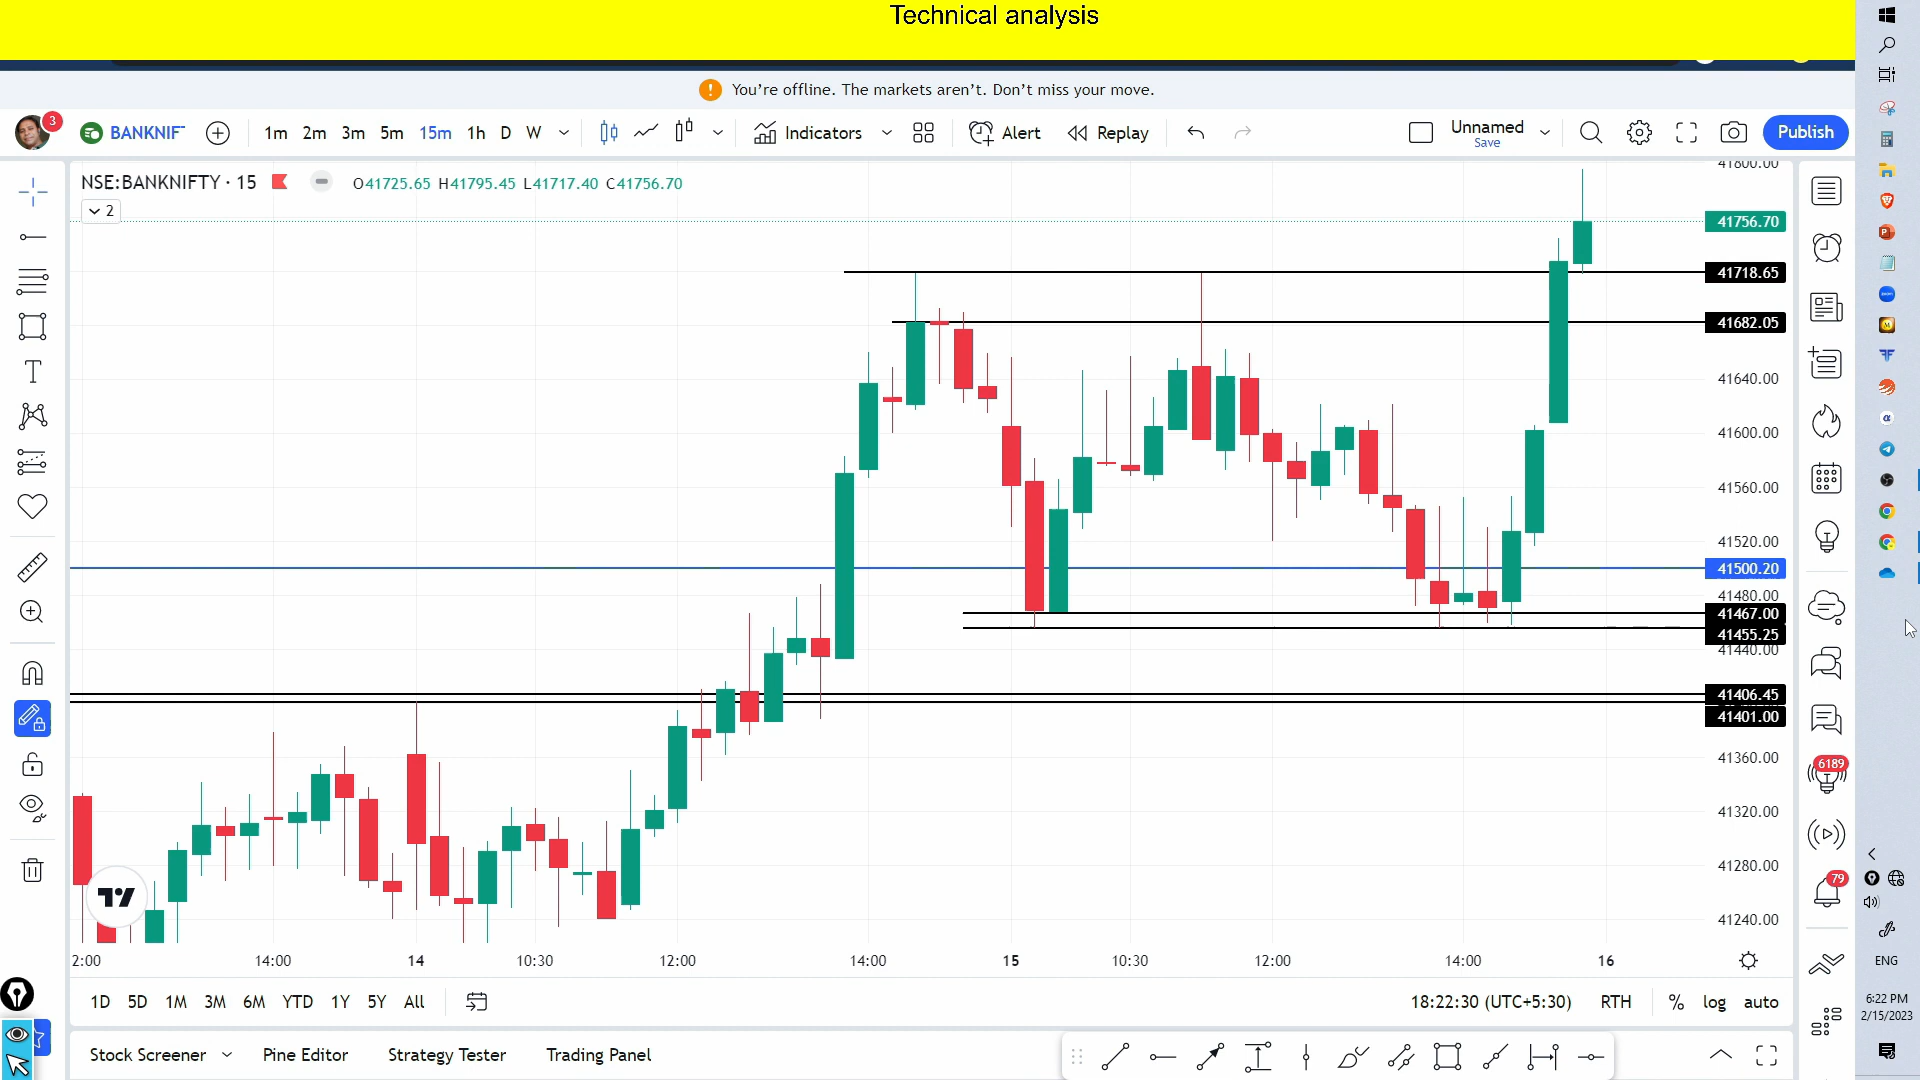 Technical analysis
You're offline. The markets aren't. Don't miss your move.
3
BANKNIF
1m 2m 3m 5m 15m 1h D W
Indicators
Alert
Replay
Unnamed
Save
Publish
NSE:BANKNIFTY · 15
O41725.65 H41795.45 L41717.40 C41756.70
2
41800.00
41756.70
41718.65
41682.05
41640.00
41600.00
41560.00
41520.00
41500.20
41480.00
41467.00
41455.25
41440.00
41406.45
41401.00
41360.00
41320.00
41280.00
41240.00
2:00 14:00 14 10:30 12:00 14:00 15 10:30 12:00 14:00 16
1D 5D 1M 3M 6M YTD 1Y 5Y All
18:22:30 (UTC+5:30) RTH % log auto
Stock Screener Pine Editor Strategy Tester Trading Panel
6189
79
ENG
6:22 PM
2/15/2023